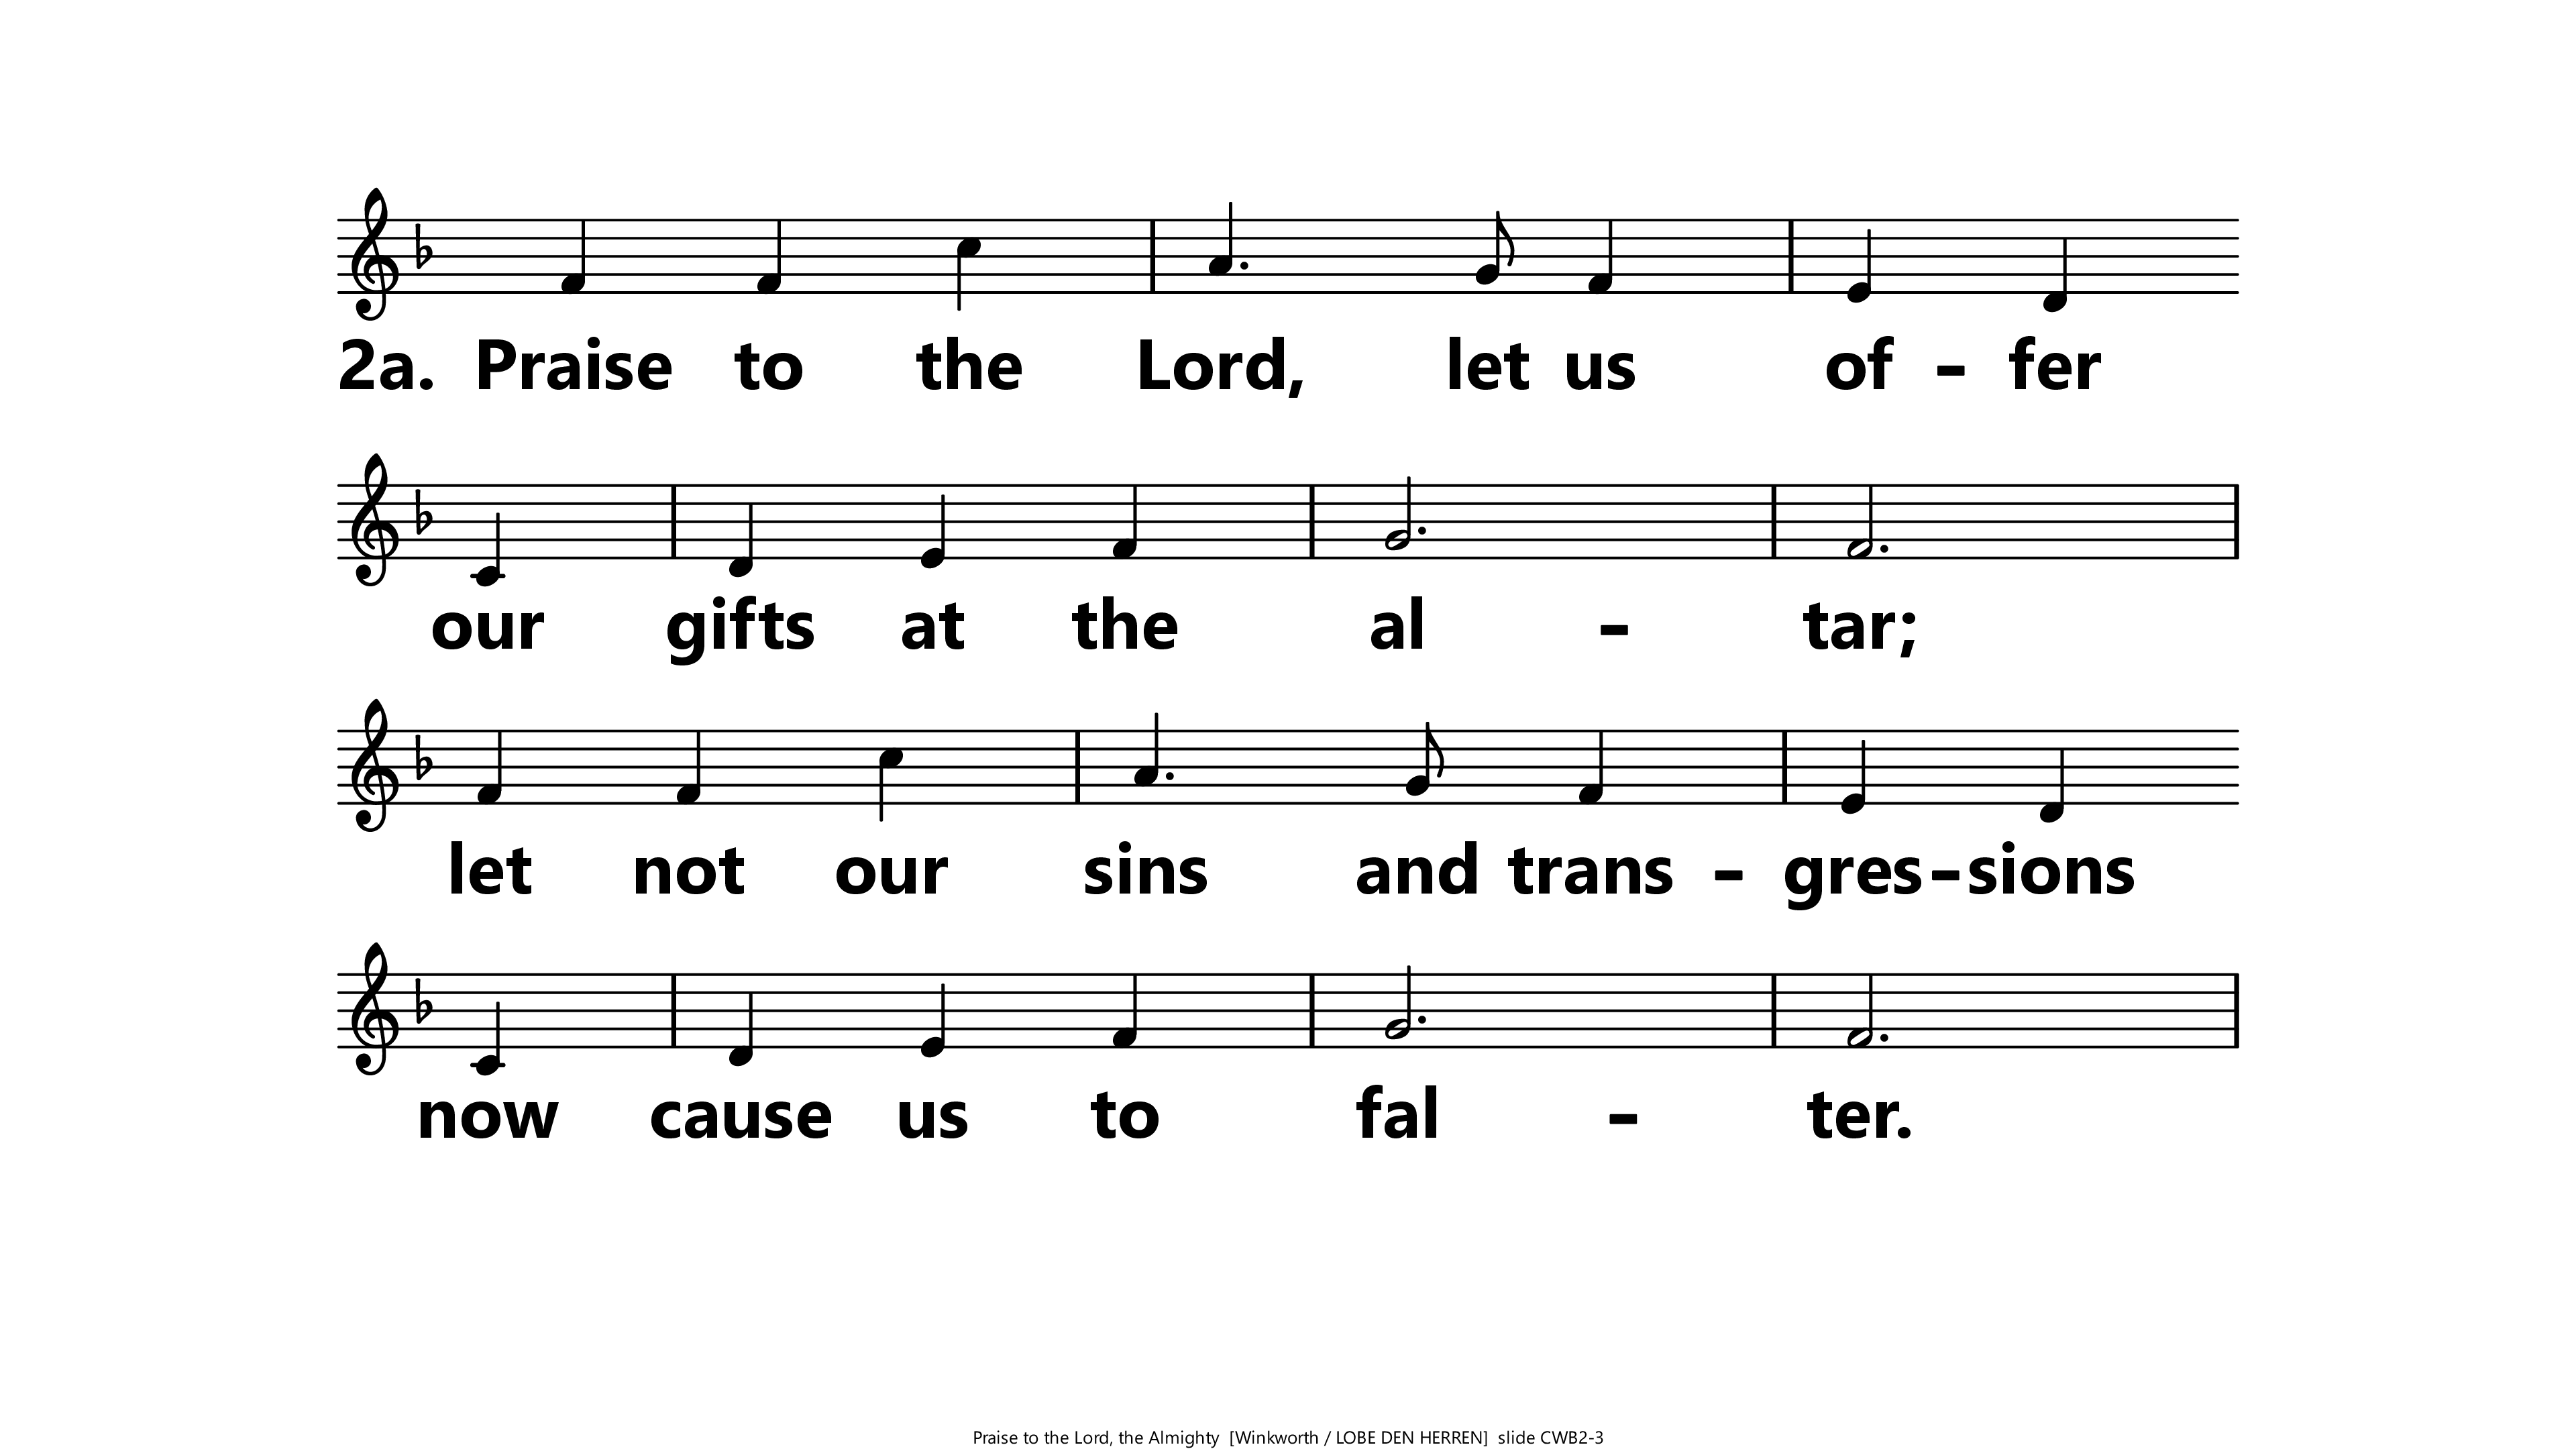 2a. Praise to the Lord, let us of - fer
our gifts at the al - tar;
let not our sins and trans - gres - sions
now cause us to fal - ter.
Praise to the Lord, the Almighty [Winkworth / LOBE DEN HERREN] slide CWB2-3